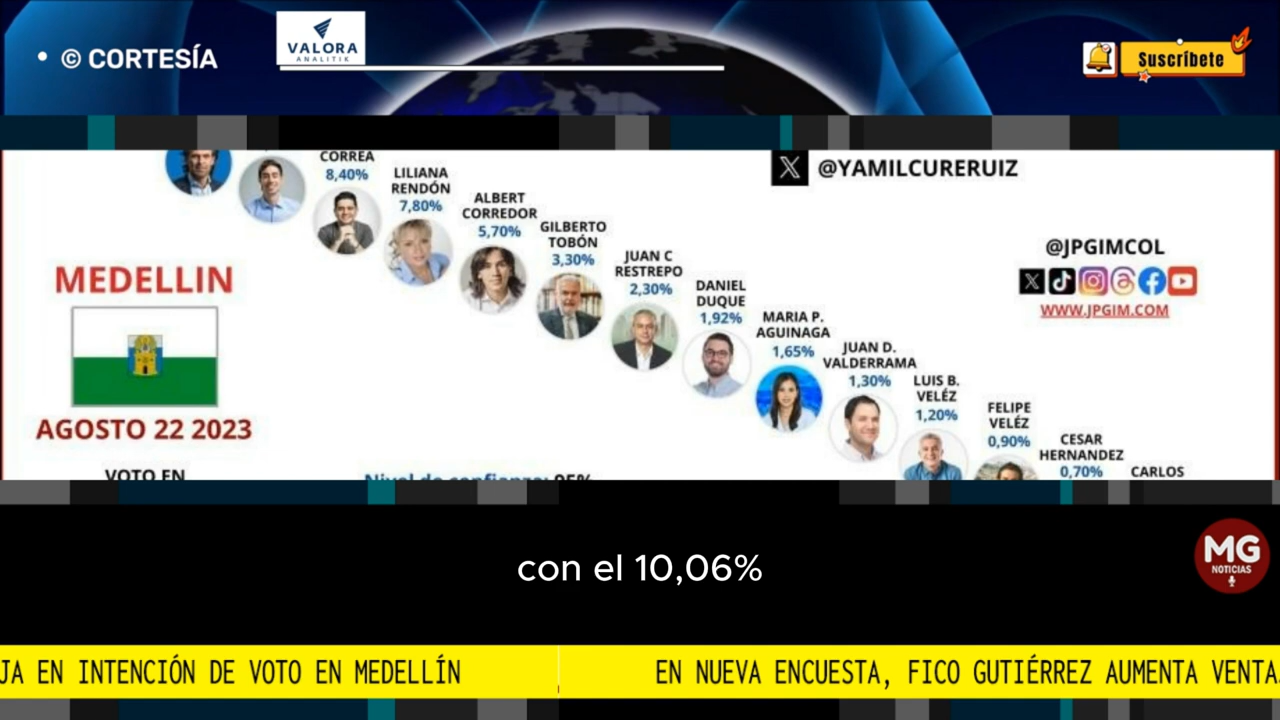 • © CORTESÍA
VALORA
ANALITIK
Suscríbete
@YAMILCURERUIZ
CORREA
8,40%
LILIANA
RENDÓN
7,80%
ALBERT
CORREDOR
5,70%
GILBERTO
TOBÓN
3,30%
JUAN C
RESTREPO
2,30%
DANIEL
DUQUE
1,92%
MARIA P.
AGUINAGA
1,65%
JUAN D.
VALDERRAMA
1,30%
LUIS B.
VELÉZ
1,20%
FELIPE
VELÉZ
0,90%
CESAR
HERNANDEZ
0,70%
CARLOS
@JPGIMCOL
WWW.JPGIM.COM
MEDELLIN
AGOSTO 22 2023
VOTO EN
Nivel de confianza: 95%
con el 10,06%
MG
NOTICIAS
JA EN INTENCIÓN DE VOTO EN MEDELLÍN
EN NUEVA ENCUESTA, FICO GUTIÉRREZ AUMENTA VENTA